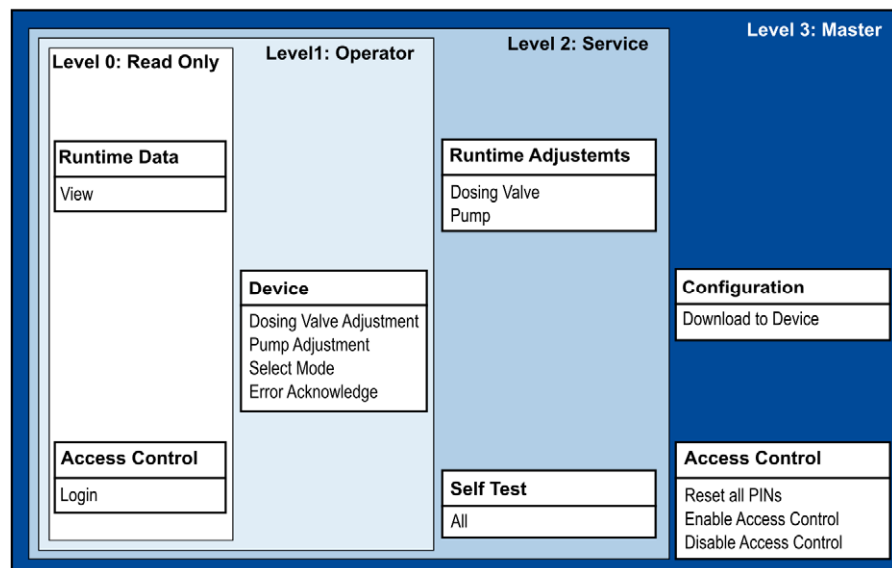 Level 0: Read Only
Level1: Operator
Level 2: Service
Level 3: Master
Runtime Data
View
Access Control
Login
Device
Dosing Valve Adjustment
Pump Adjustment
Select Mode
Error Acknowledge
Runtime Adjustemts
Dosing Valve
Pump
Self Test
All
Configuration
Download to Device
Access Control
Reset all PINs
Enable Access Control
Disable Access Control